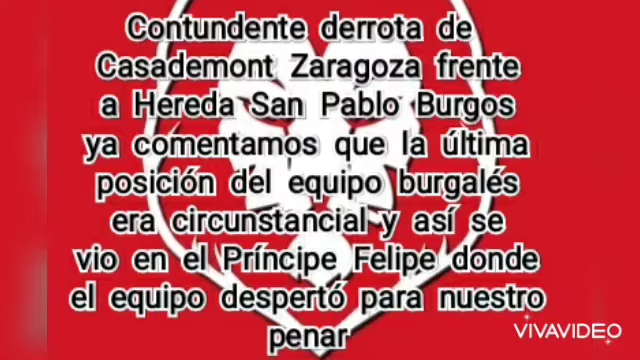 Contundente derrota de
Casademont Zaragoza frente
a Hereda San Pablo Burgos
ya comentamos que la última
posición del equipo burgalés
era circunstancial y así se
vio en el Príncipe Felipe donde
el equipo despertó para nuestro
penar
VIVAVIDEO